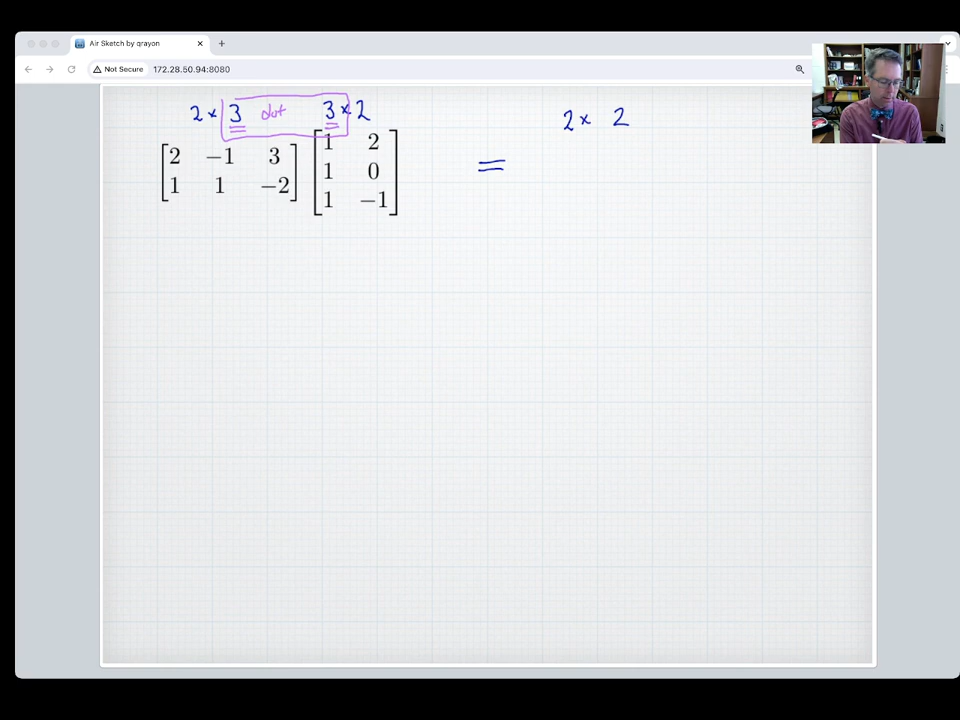 Air Sketch by qrayon
Not Secure 172.28.50.94:8080
2 × 3 dot 3 × 2 2 × 2
[2 −1 3] [1 2] =
[1 1 −2] [1 0]
[1 −1]